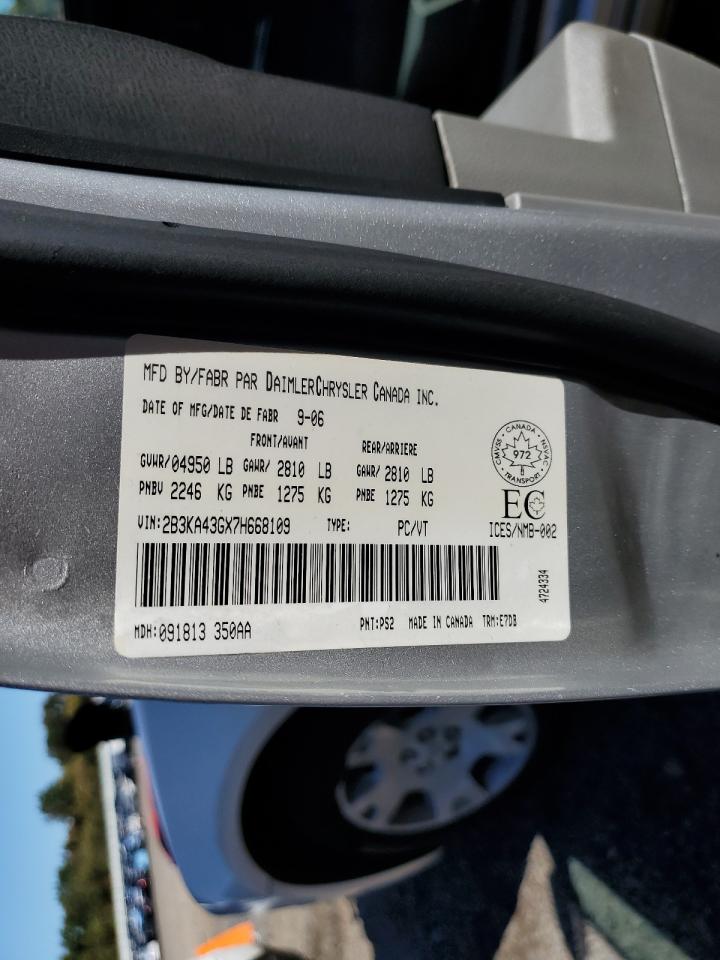 MFD BY/FABR PAR DAIMLERCHRYSLER CANADA INC.
DATE OF MFG/DATE DE FABR 9-06
FRONT/AVANT REAR/ARRIERE
GVWR/04950 LB GAWR/ 2810 LB GAWR/ 2810 LB
PNBV 2246 KG PNBE 1275 KG PNBE 1275 KG
CANADA
CMVSS · NSVAC
972
TRANSPORT
EC
VIN:2B3KA43GX7H668109 TYPE: PC/VT ICES/NMB-002
4724334
MDH:091813 350AA PNT:PS2 MADE IN CANADA TRM:E7DB